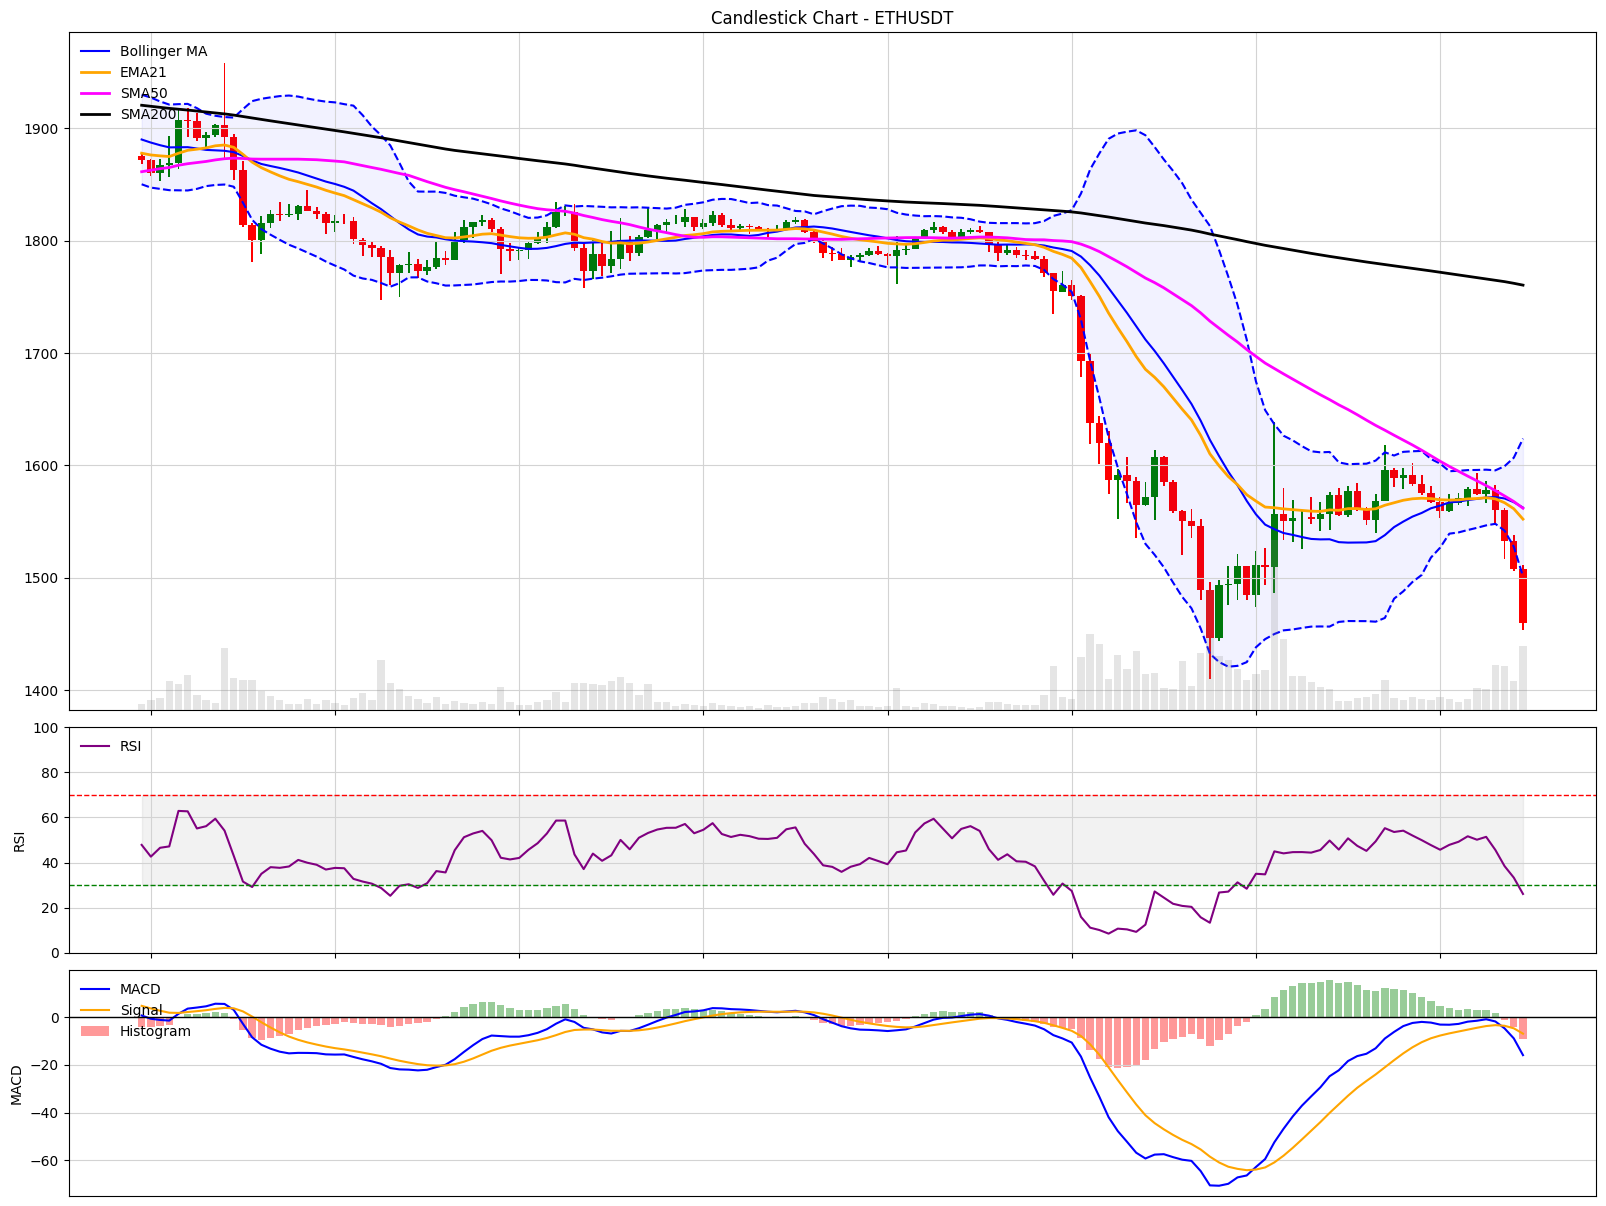 Candlestick Chart - ETHUSDT
Bollinger MA
EMA21
SMA50
SMA200
1900
1800
1700
1600
1500
1400
RSI
100
80
60
40
20
0
RSI
MACD
Signal
Histogram
0
−20
−40
−60
MACD